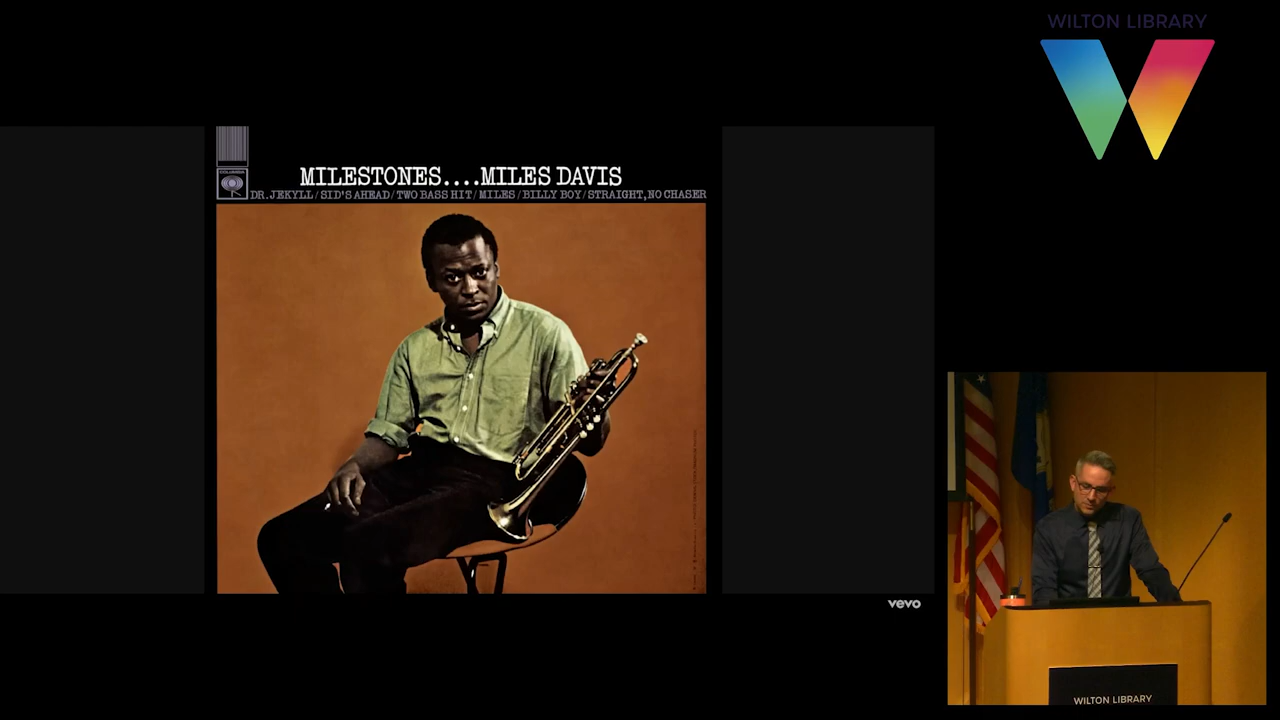 WILTON LIBRARY
COLUMBIA
MILESTONES....MILES DAVIS
DR. JEKYLL / SID'S AHEAD / TWO BASS HIT / MILES / BILLY BOY / STRAIGHT, NO CHASER
vevo
WILTON LIBRARY